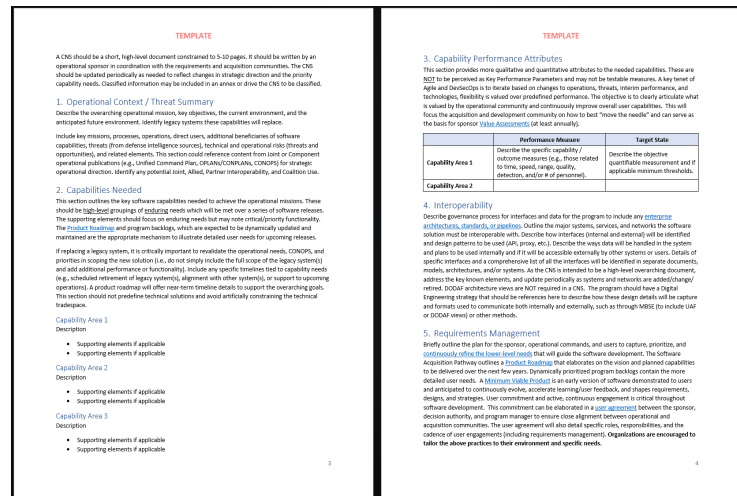 TEMPLATE
A CNS should be a short, high-level document constrained to 5-10 pages. It should be written by an
operational sponsor in coordination with the requirements and acquisition communities. The CNS
should be updated periodically as needed to reflect changes in strategic direction and the priority
capability needs. Classified information may be included in an annex or drive the CNS to be classified.
1. Operational Context / Threat Summary
Describe the overarching operational mission, key objectives, the current environment, and the
anticipated future environment. Identify legacy systems these capabilities will replace.
Include key missions, processes, operations, direct users, additional beneficiaries of software
capabilities, threats (from defense intelligence sources), technical and operational risks (threats and
opportunities), and related elements. This section could reference content from Joint or Component
operational publications (e.g., Unified Command Plan, OPLANs/CONPLANs, CONOPS) for strategic
operational direction. Identify any potential Joint, Allied, Partner Interoperability, and Coalition Use.
2. Capabilities Needed
This section outlines the key software capabilities needed to achieve the operational missions. These
should be high-level groupings of enduring needs which will be met over a series of software releases.
The supporting elements should focus on enduring needs but may note critical/priority functionality.
The Product Roadmap and program backlogs, which are expected to be dynamically updated and
maintained are the appropriate mechanism to illustrate detailed user needs for upcoming releases.
If replacing a legacy system, it is critically important to revalidate the operational needs, CONOPS, and
priorities in scoping the new solution (i.e., do not simply include the full scope of the legacy system(s)
and add additional performance or functionality). Include any specific timelines tied to capability needs
(e.g., scheduled retirement of legacy system(s), alignment with other system(s), or support to upcoming
operations). A product roadmap will offer near-term timeline details to support the overarching goals.
This section should not predefine technical solutions and avoid artificially constraining the technical
tradespace.
Capability Area 1
Description
• Supporting elements if applicable
• Supporting elements if applicable
Capability Area 2
Description
• Supporting elements if applicable
• Supporting elements if applicable
Capability Area 3
Description
• Supporting elements if applicable
• Supporting elements if applicable
3
TEMPLATE
3. Capability Performance Attributes
This section provides more qualitative and quantitative attributes to the needed capabilities. These are
NOT to be perceived as Key Performance Parameters and may not be testable measures. A key tenet of
Agile and DevSecOps is to iterate based on changes to operations, threats, interim performance, and
technologies, flexibility is valued over predefined performance. The objective is to clearly articulate what
is valued by the operational community and continuously improve overall user capabilities. This will
focus the acquisition and development community on how to best "move the needle" and can serve as
the basis for sponsor Value Assessments (at least annually).
Performance Measure
Target State
Capability Area 1
Describe the specific capability /
outcome measures (e.g., those related
to time, speed, range, quality,
detection, and/or # of personnel).
Describe the objective
quantifiable measurement and if
applicable minimum thresholds.
Capability Area 2
4. Interoperability
Describe governance process for interfaces and data for the program to include any enterprise
architectures, standards, or pipelines. Outline the major systems, services, and networks the software
solution must be interoperable with. Describe how interfaces (internal and external) will be identified
and design patterns to be used (API, proxy, etc.). Describe the ways data will be handled in the system
and plans to be used internally and if it will be accessible externally by other systems or users. Details of
specific interfaces and a comprehensive list of all the interfaces will be identified in separate documents,
models, architectures, and/or systems. As the CNS is intended to be a high-level overarching document,
address the key known elements, and update periodically as systems and networks are added/change/
retired. DODAF architecture views are NOT required in a CNS. The program should have a Digital
Engineering strategy that should be references here to describe how these design details will be capture
and formats used to communicate both internally and externally, such as through MBSE (to include UAF
or DODAF views) or other methods.
5. Requirements Management
Briefly outline the plan for the sponsor, operational commands, and users to capture, prioritize, and
continuously refine the lower-level needs that will guide the software development. The Software
Acquisition Pathway outlines a Product Roadmap that elaborates on the vision and planned capabilities
to be delivered over the next few years. Dynamically prioritized program backlogs contain the more
detailed user needs. A Minimum Viable Product is an early version of software demonstrated to users
and anticipated to continuously evolve, accelerate learning/user feedback, and shapes requirements,
designs, and strategies. User commitment and active, continuous engagement is critical throughout
software development. This commitment can be elaborated in a user agreement between the sponsor,
decision authority, and program manager to ensure close alignment between operational and
acquisition communities. The user agreement will also detail specific roles, responsibilities, and the
cadence of user engagements (including requirements management). Organizations are encouraged to
tailor the above practices to their environment and specific needs.
4